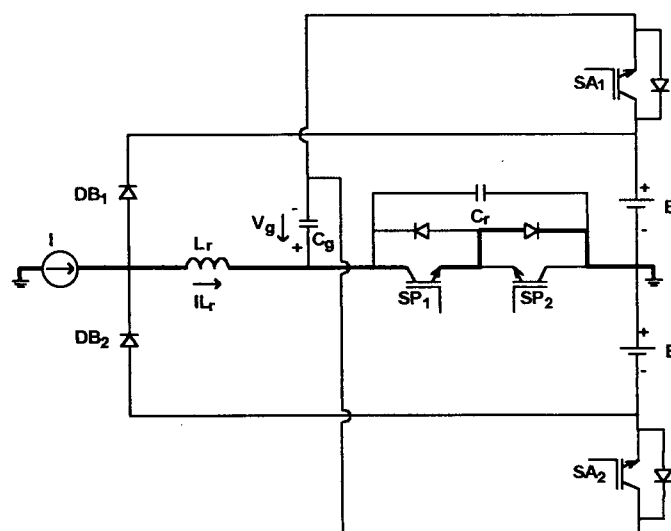 SA1
DB1
+
E
-
I
Lr
ILr
Vg
-
Cg
+
Cr
SP1
SP2
DB2
+
E
-
SA2